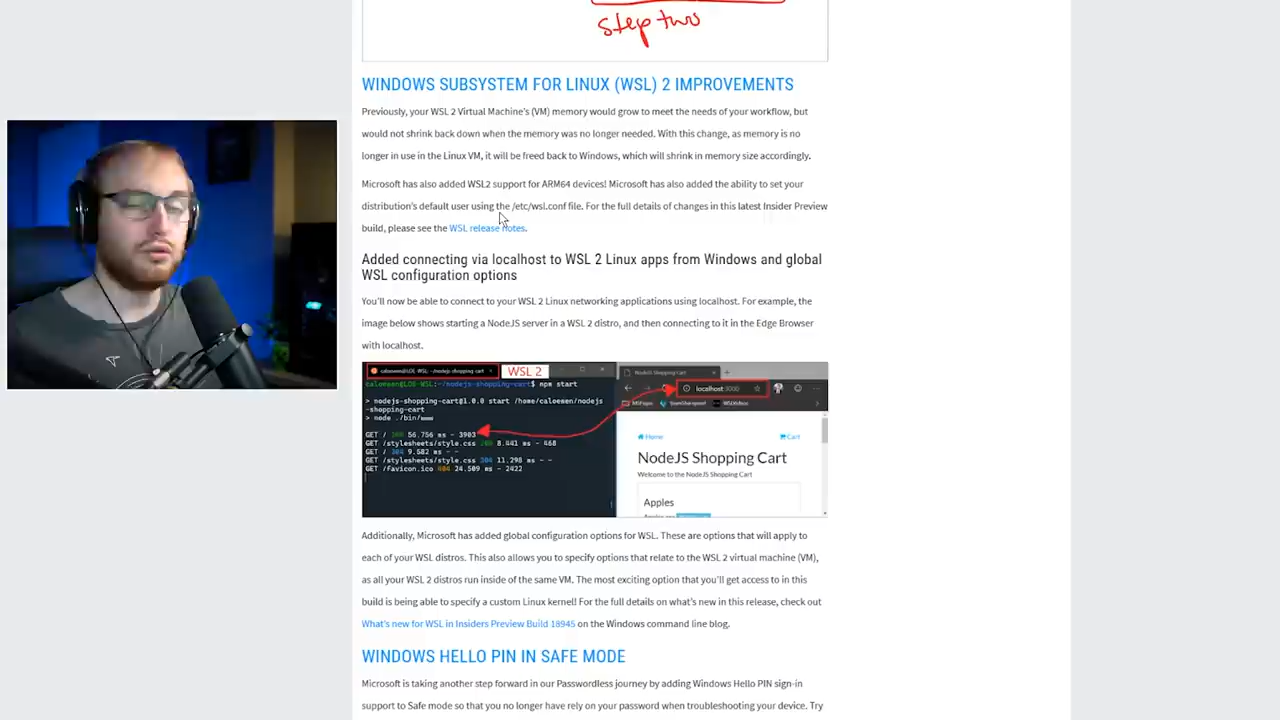 step two
WINDOWS SUBSYSTEM FOR LINUX (WSL) 2 IMPROVEMENTS
Previously, your WSL 2 Virtual Machine's (VM) memory would grow to meet the needs of your workflow, but
would not shrink back down when the memory was no longer needed. With this change, as memory is no
longer in use in the Linux VM, it will be freed back to Windows, which will shrink in memory size accordingly.
Microsoft has also added WSL2 support for ARM64 devices! Microsoft has also added the ability to set your
distribution's default user using the /etc/wsl.conf file. For the full details of changes in this latest Insider Preview
build, please see the WSL release notes.
Added connecting via localhost to WSL 2 Linux apps from Windows and global
WSL configuration options
You'll now be able to connect to your WSL 2 Linux networking applications using localhost. For example, the
image below shows starting a NodeJS server in a WSL 2 distro, and then connecting to it in the Edge Browser
with localhost.
WSL 2
npm start
> nodejs-shopping-cart@1.0.0 start /home/caloewen/nodejs
-shopping-cart
> node ./bin/www
GET / 200 56.756 ms - 3903
GET /stylesheets/style.css 200 8.441 ms - 468
GET / 304 9.582 ms - -
GET /stylesheets/style.css 304 11.298 ms - -
GET /favicon.ico 404 24.509 ms - 2422
NodeJS Shopping Cart
localhost:3000
Home
Cart
NodeJS Shopping Cart
Welcome to the NodeJS Shopping Cart
Apples
Additionally, Microsoft has added global configuration options for WSL. These are options that will apply to
each of your WSL distros. This also allows you to specify options that relate to the WSL 2 virtual machine (VM),
as all your WSL 2 distros run inside of the same VM. The most exciting option that you'll get access to in this
build is being able to specify a custom Linux kernel! For the full details on what's new in this release, check out
What's new for WSL in Insiders Preview Build 18945 on the Windows command line blog.
WINDOWS HELLO PIN IN SAFE MODE
Microsoft is taking another step forward in our Passwordless journey by adding Windows Hello PIN sign-in
support to Safe mode so that you no longer have rely on your password when troubleshooting your device. Try